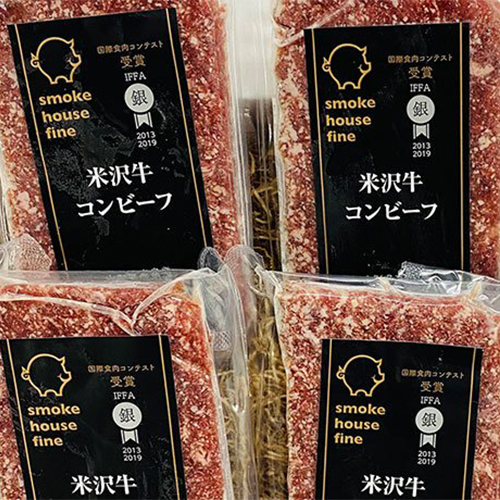 smoke
house
fine
国際食肉コンテスト
受賞
IFFA
銀
2013
2019
米沢牛
コンビーフ
smoke
house
fine
国際食肉コンテスト
受賞
IFFA
銀
2013
2019
米沢牛
コンビーフ
smoke
house
fine
国際食肉コンテスト
受賞
IFFA
銀
2013
2019
米沢牛
smoke
house
fine
国際食肉コンテスト
受賞
IFFA
銀
2013
2019
米沢牛